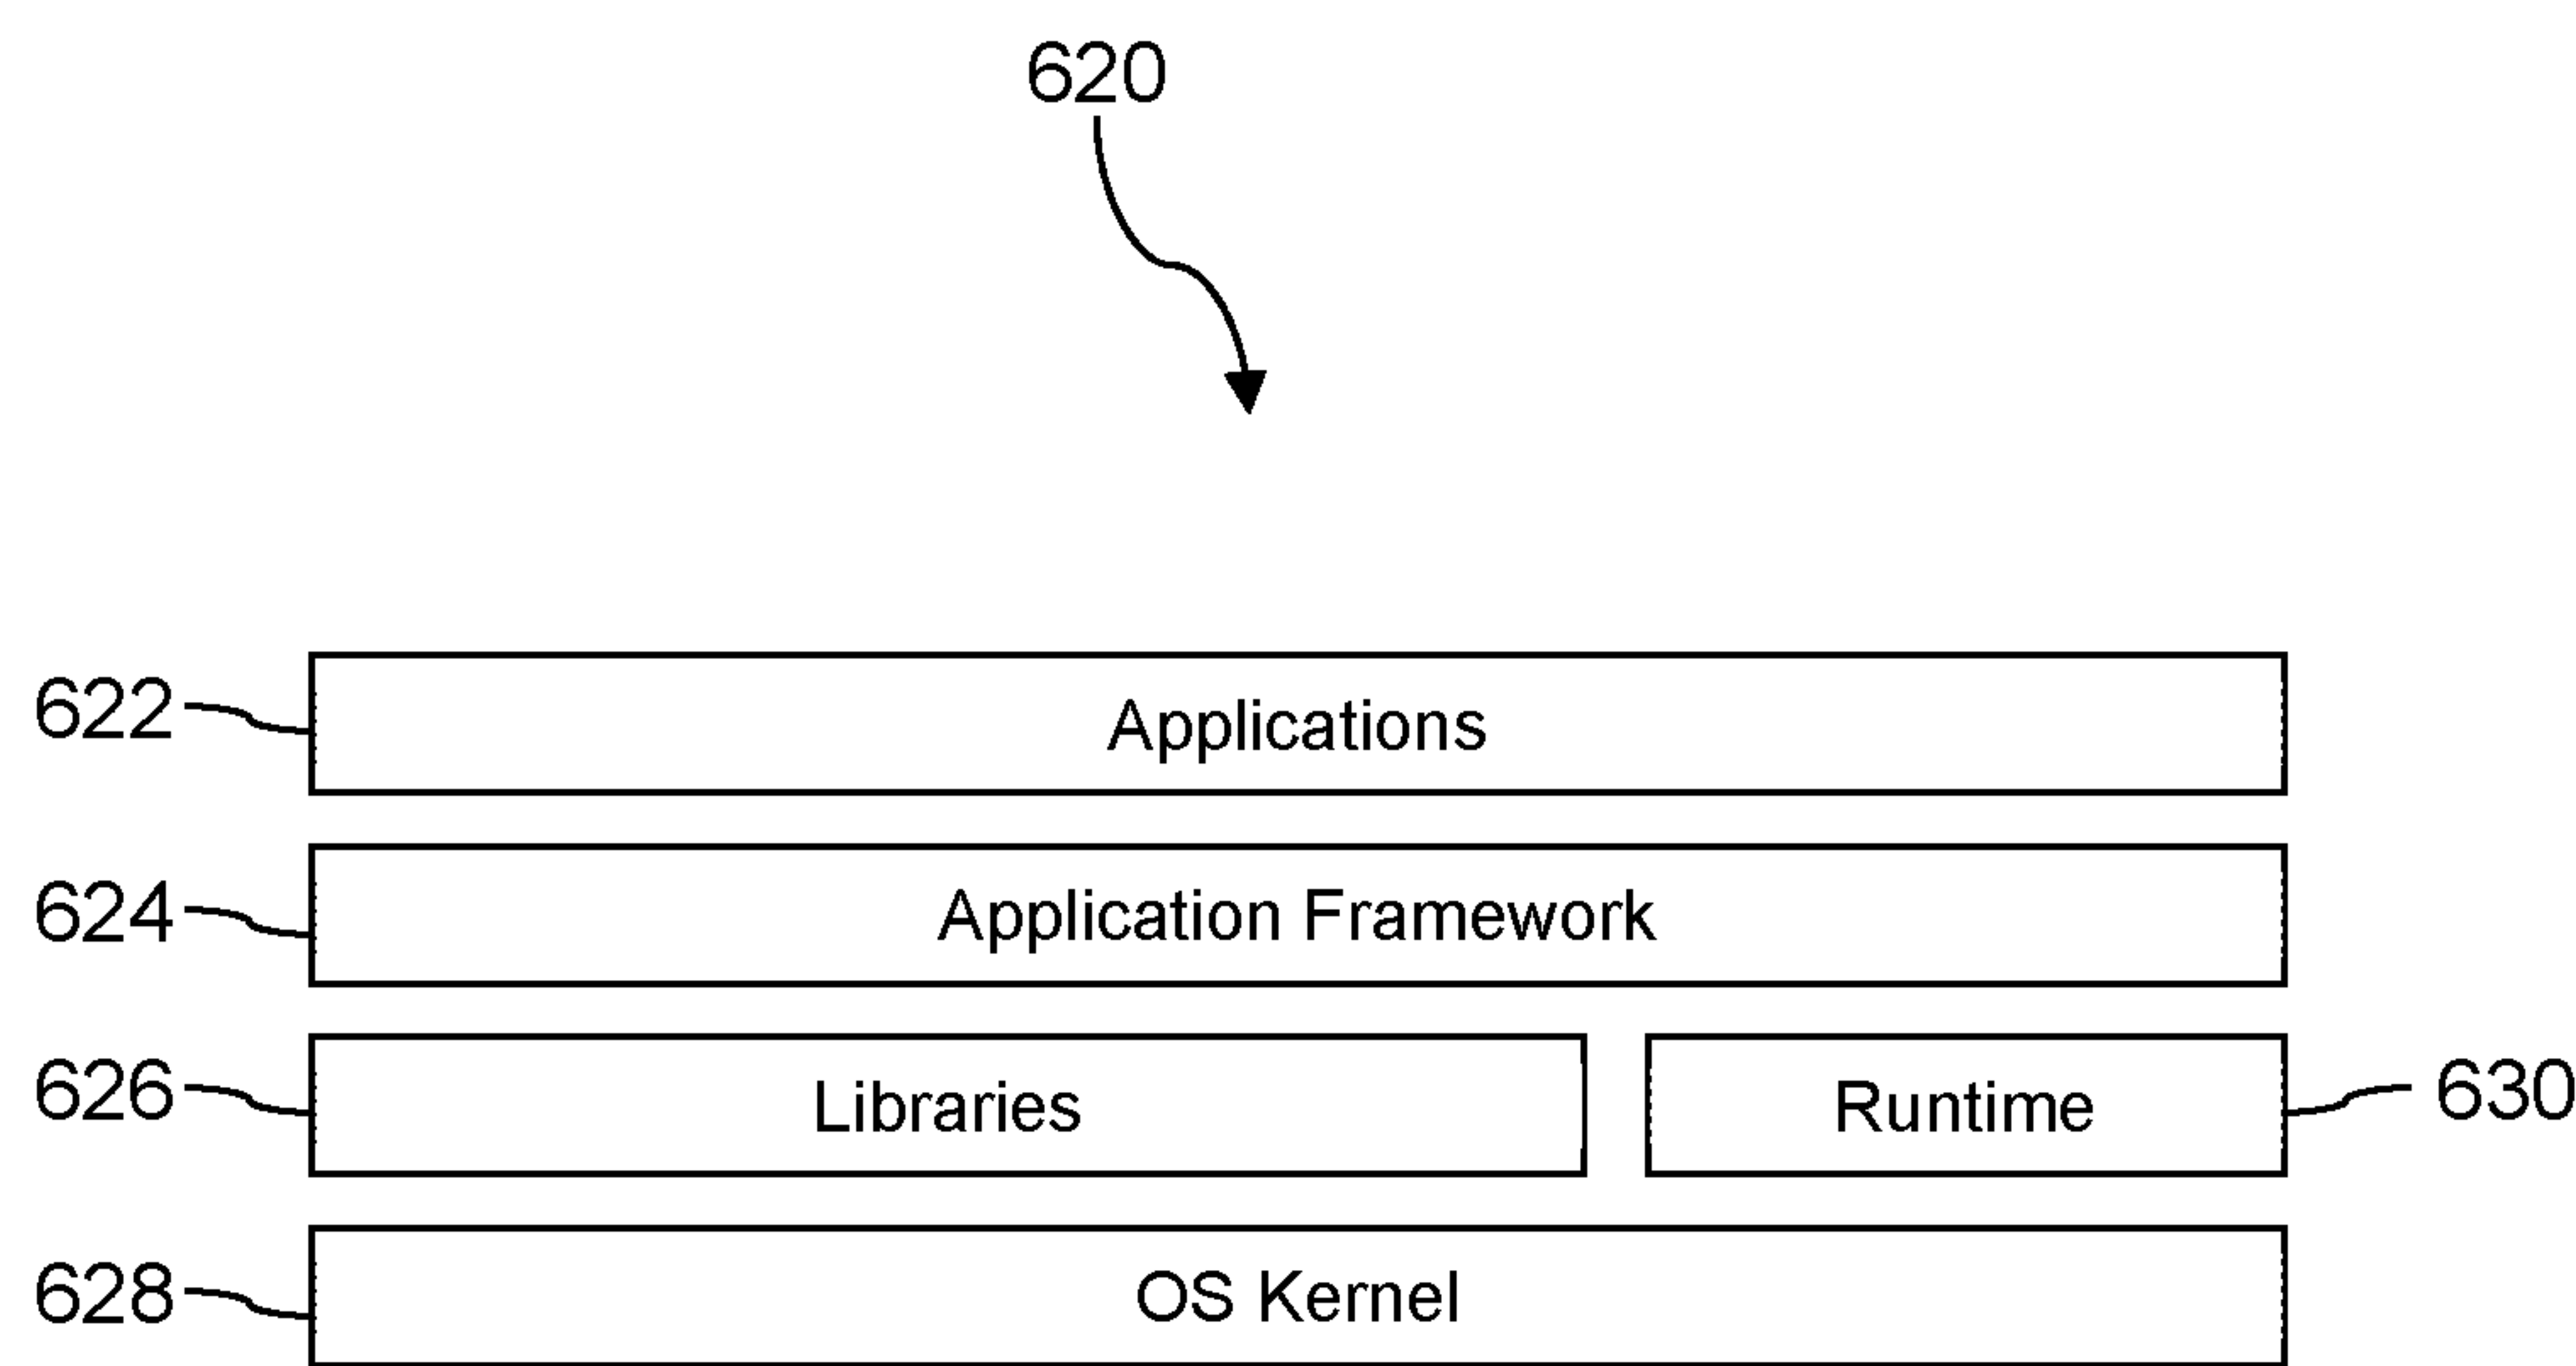 620
622 Applications
624 Application Framework
626 Libraries Runtime 630
628 OS Kernel